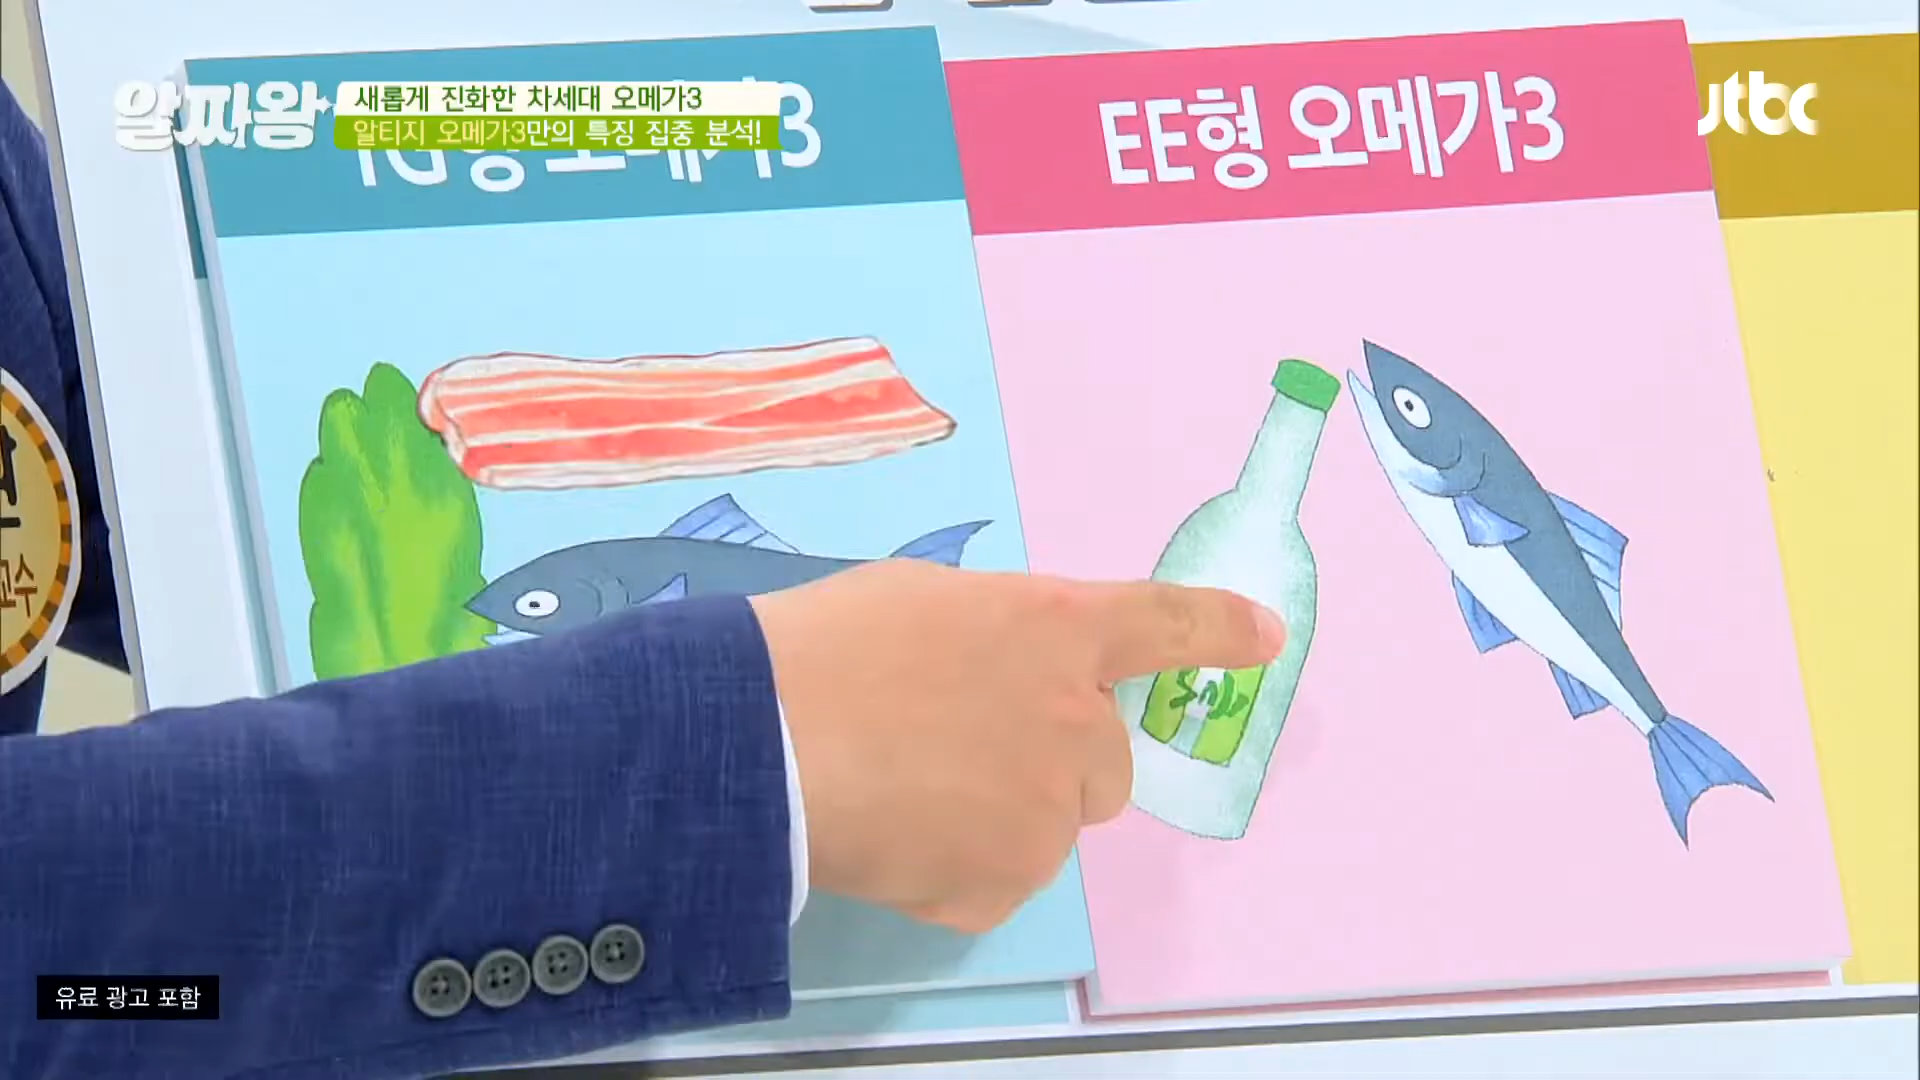 알짜왕
새롭게 진화한 차세대 오메가3
알티지 오메가3만의 특징 집중 분석!
jtbc
EE형 오메가3
교수
유료 광고 포함